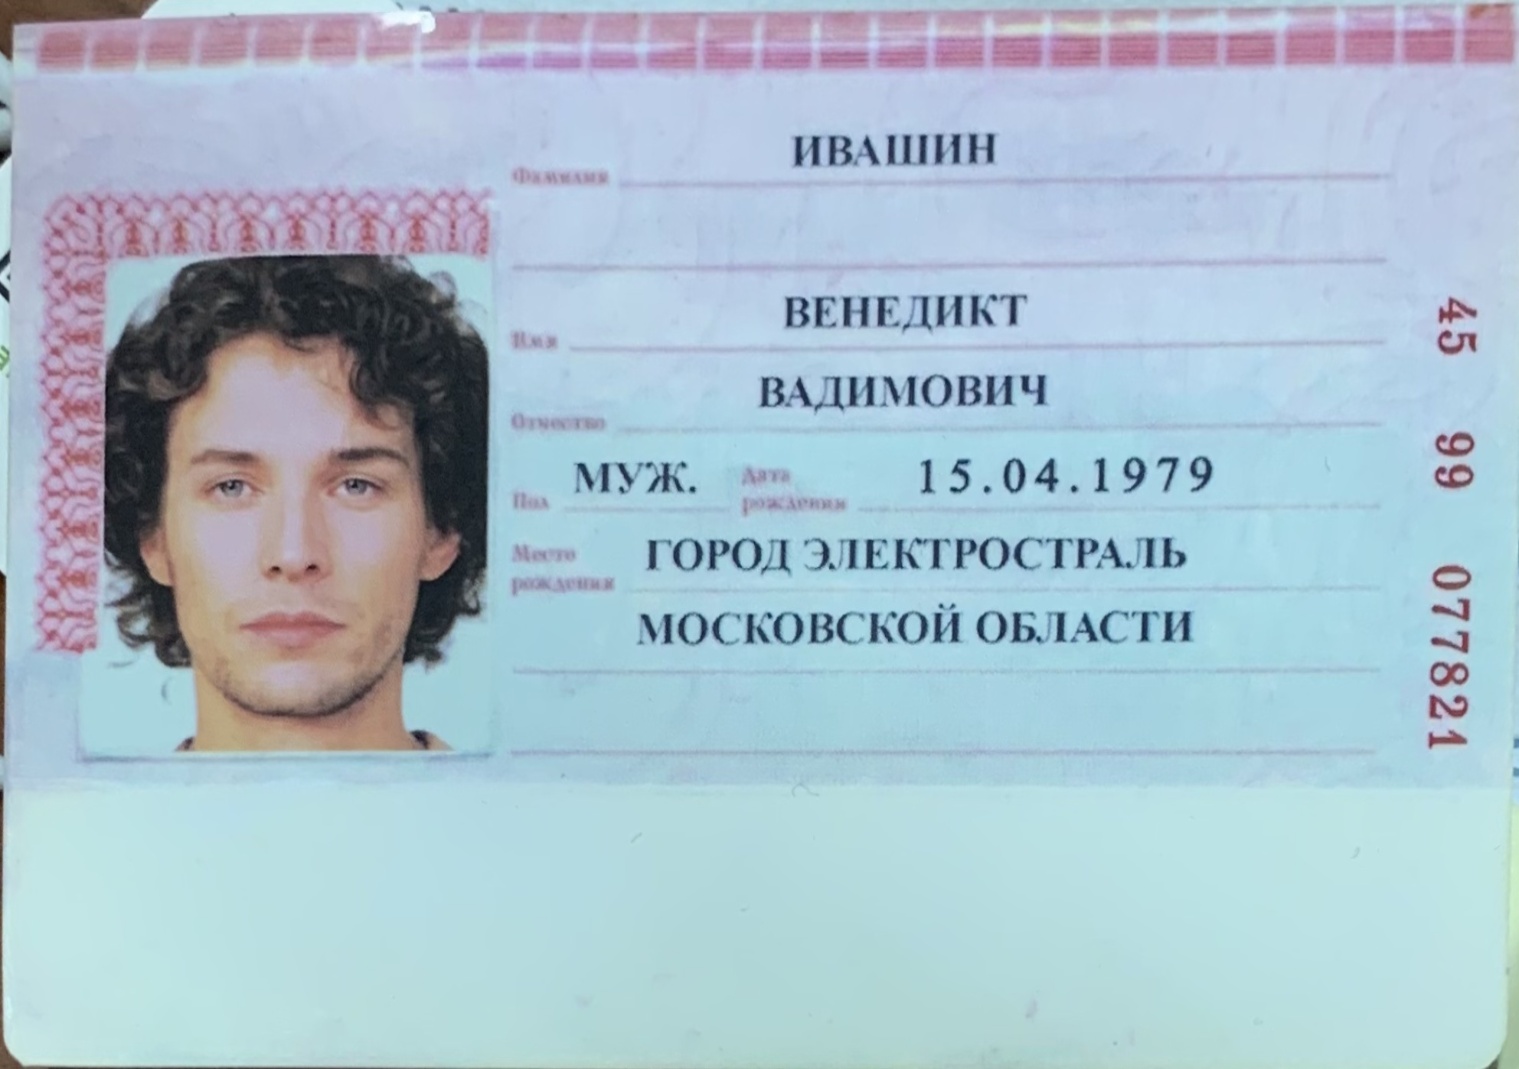 ИВАШИН
Фамилия
ВЕНЕДИКТ
Имя
ВАДИМОВИЧ
Отчество
МУЖ. Дата 15.04.1979
Пол рождения
Место ГОРОД ЭЛЕКТРОСТРАЛЬ
рождения
МОСКОВСКОЙ ОБЛАСТИ
45 99 077821